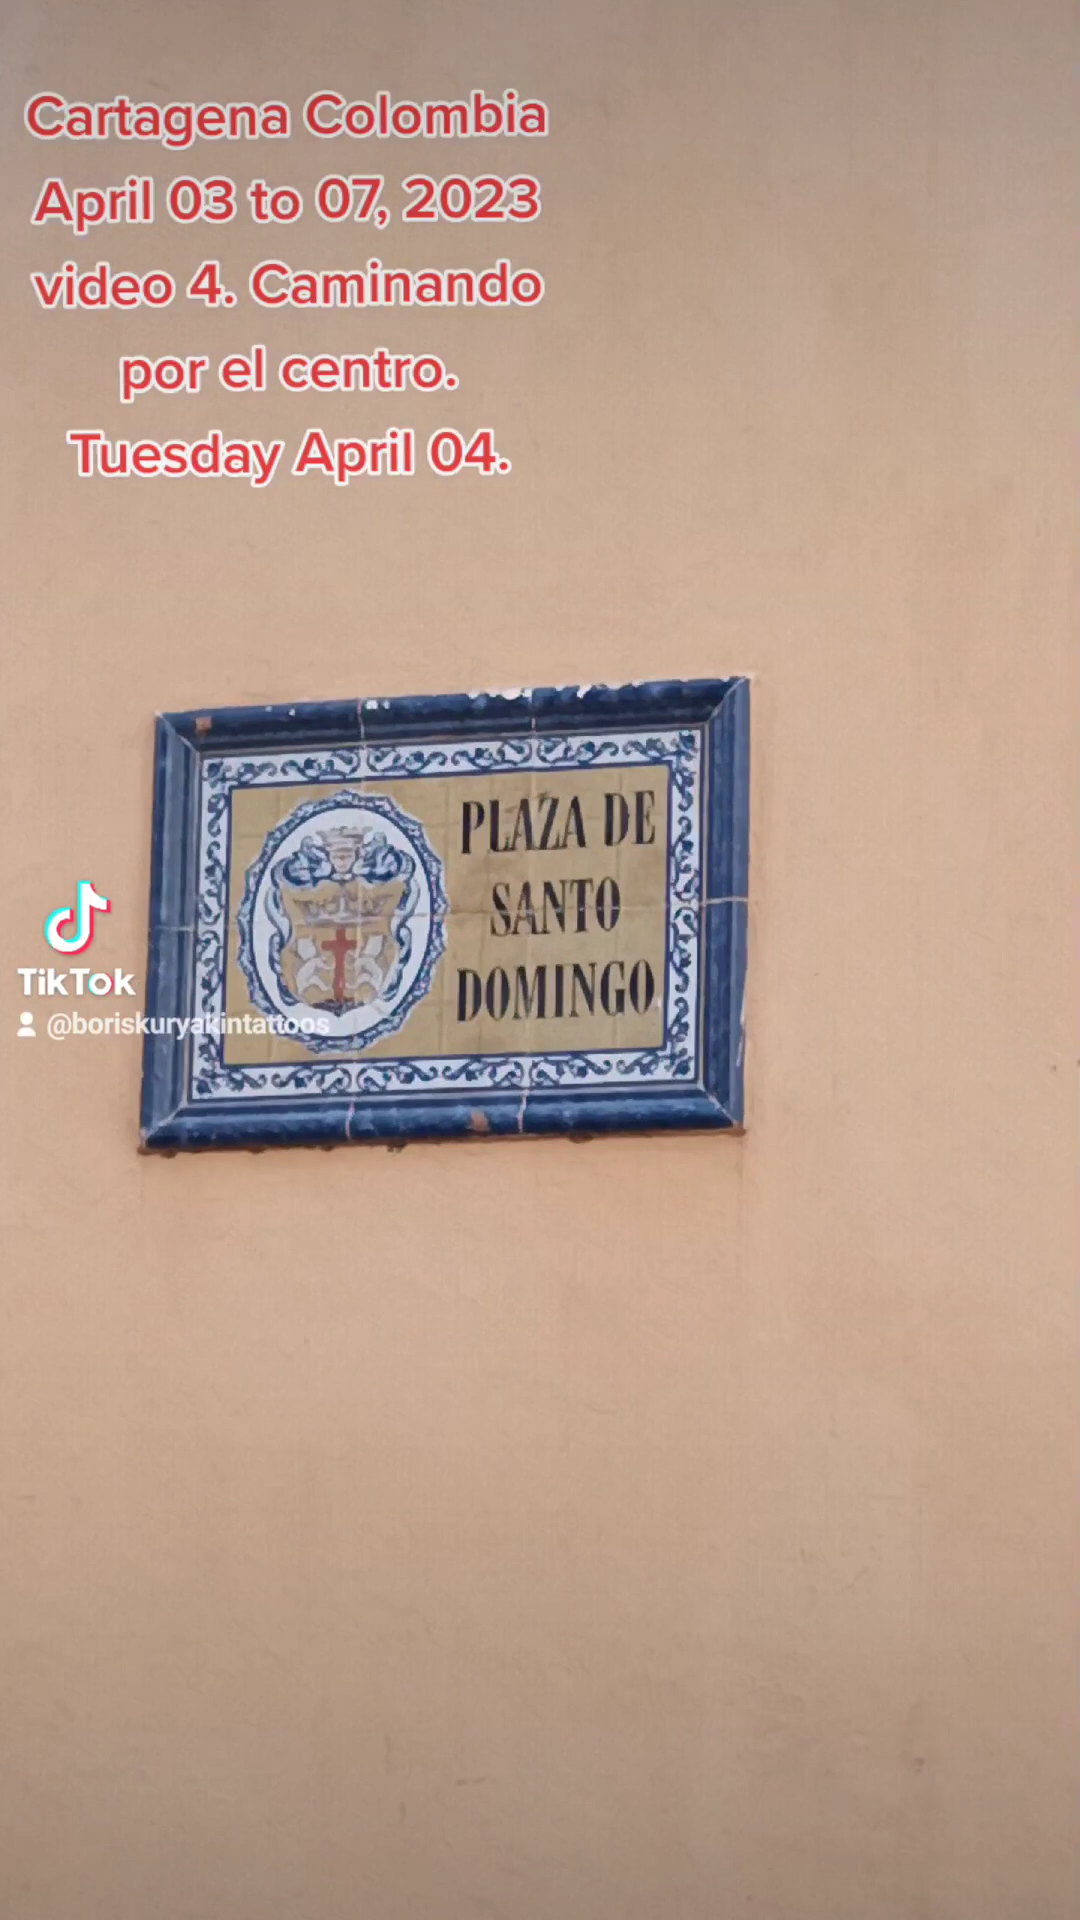 Cartagena Colombia
April 03 to 07, 2023
video 4. Caminando
por el centro.
Tuesday April 04.
PLAZA DE
SANTO
DOMINGO
TikTok
@boriskuryakintattoos